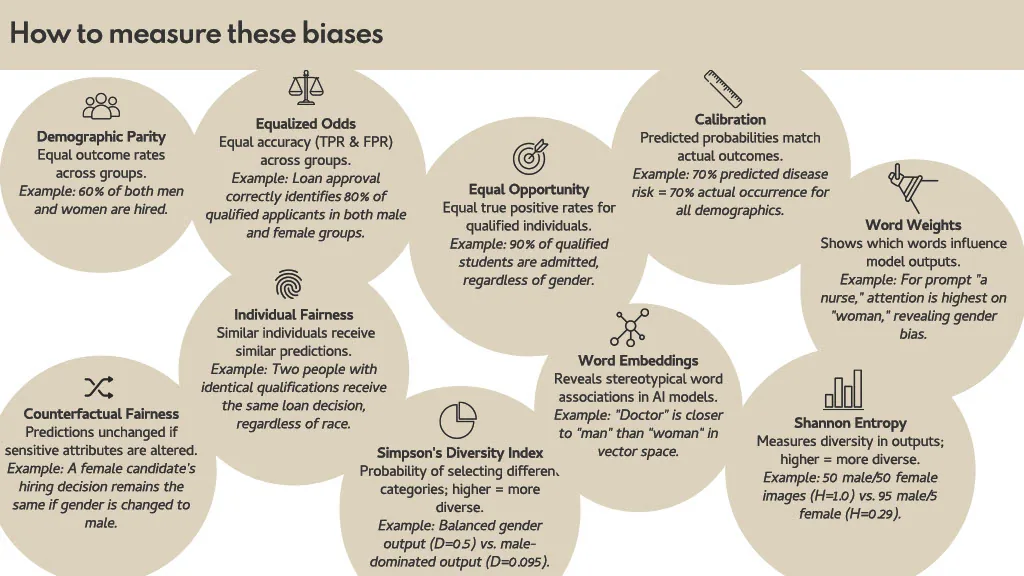 How to measure these biases
Demographic Parity
Equal outcome rates
across groups.
Example: 60% of both men
and women are hired.
Equalized Odds
Equal accuracy (TPR & FPR)
across groups.
Example: Loan approval
correctly identifies 80% of
qualified applicants in both male
and female groups.
Equal Opportunity
Equal true positive rates for
qualified individuals.
Example: 90% of qualified
students are admitted,
regardless of gender.
Calibration
Predicted probabilities match
actual outcomes.
Example: 70% predicted disease
risk = 70% actual occurrence for
all demographics.
Word Weights
Shows which words influence
model outputs.
Example: For prompt "a
nurse," attention is highest on
"woman," revealing gender
bias.
Individual Fairness
Similar individuals receive
similar predictions.
Example: Two people with
identical qualifications receive
the same loan decision,
regardless of race.
Counterfactual Fairness
Predictions unchanged if
sensitive attributes are altered.
Example: A female candidate's
hiring decision remains the
same if gender is changed to
male.
Simpson's Diversity Index
Probability of selecting different
categories; higher = more
diverse.
Example: Balanced gender
output (D=0.5) vs. male-
dominated output (D=0.095).
Word Embeddings
Reveals stereotypical word
associations in AI models.
Example: "Doctor" is closer
to "man" than "woman" in
vector space.
Shannon Entropy
Measures diversity in outputs;
higher = more diverse.
Example: 50 male/50 female
images (H=1.0) vs. 95 male/5
female (H=0.29).